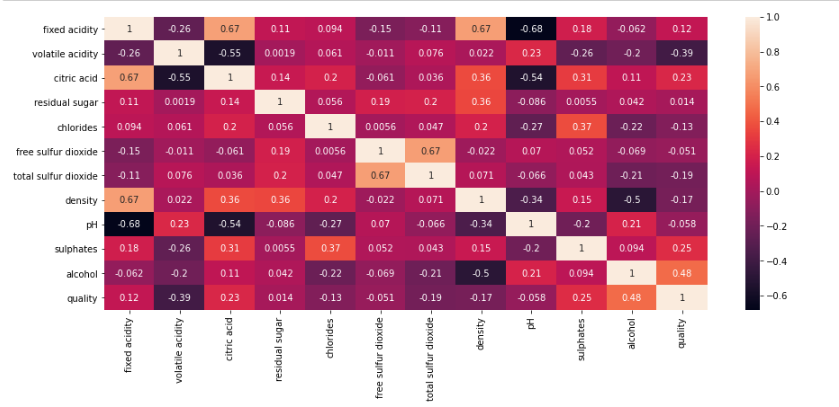 fixed acidity 1 -0.26 0.67 0.11 0.094 -0.15 -0.11 0.67 -0.68 0.18 -0.062 0.12
volatile acidity -0.26 1 -0.55 0.0019 0.061 -0.011 0.076 0.022 0.23 -0.26 -0.2 -0.39
citric acid 0.67 -0.55 1 0.14 0.2 -0.061 0.036 0.36 -0.54 0.31 0.11 0.23
residual sugar 0.11 0.0019 0.14 1 0.056 0.19 0.2 0.36 -0.086 0.0055 0.042 0.014
chlorides 0.094 0.061 0.2 0.056 1 0.0056 0.047 0.2 -0.27 0.37 -0.22 -0.13
free sulfur dioxide -0.15 -0.011 -0.061 0.19 0.0056 1 0.67 -0.022 0.07 0.052 -0.069 -0.051
total sulfur dioxide -0.11 0.076 0.036 0.2 0.047 0.67 1 0.071 -0.066 0.043 -0.21 -0.19
density 0.67 0.022 0.36 0.36 0.2 -0.022 0.071 1 -0.34 0.15 -0.5 -0.17
pH -0.68 0.23 -0.54 -0.086 -0.27 0.07 -0.066 -0.34 1 -0.2 0.21 -0.058
sulphates 0.18 -0.26 0.31 0.0055 0.37 0.052 0.043 0.15 -0.2 1 0.094 0.25
alcohol -0.062 -0.2 0.11 0.042 -0.22 -0.069 -0.21 -0.5 0.21 0.094 1 0.48
quality 0.12 -0.39 0.23 0.014 -0.13 -0.051 -0.19 -0.17 -0.058 0.25 0.48 1
fixed acidity
volatile acidity
citric acid
residual sugar
chlorides
free sulfur dioxide
total sulfur dioxide
density
pH
sulphates
alcohol
quality
1.0
0.8
0.6
0.4
0.2
0.0
−0.2
−0.4
−0.6